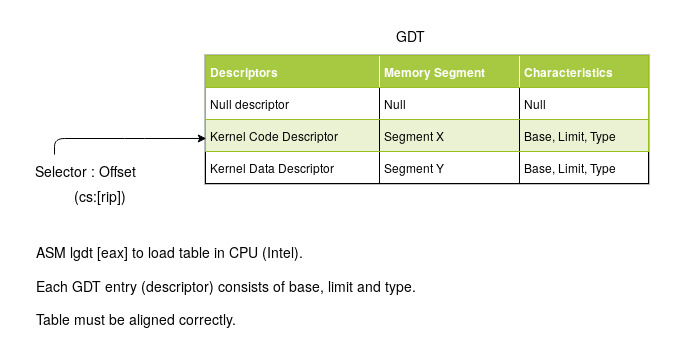 GDT
Descriptors Memory Segment Characteristics
Null descriptor Null Null
Kernel Code Descriptor Segment X Base, Limit, Type
Kernel Data Descriptor Segment Y Base, Limit, Type
Selector : Offset
(cs:[rip])
ASM lgdt [eax] to load table in CPU (Intel).
Each GDT entry (descriptor) consists of base, limit and type.
Table must be aligned correctly.